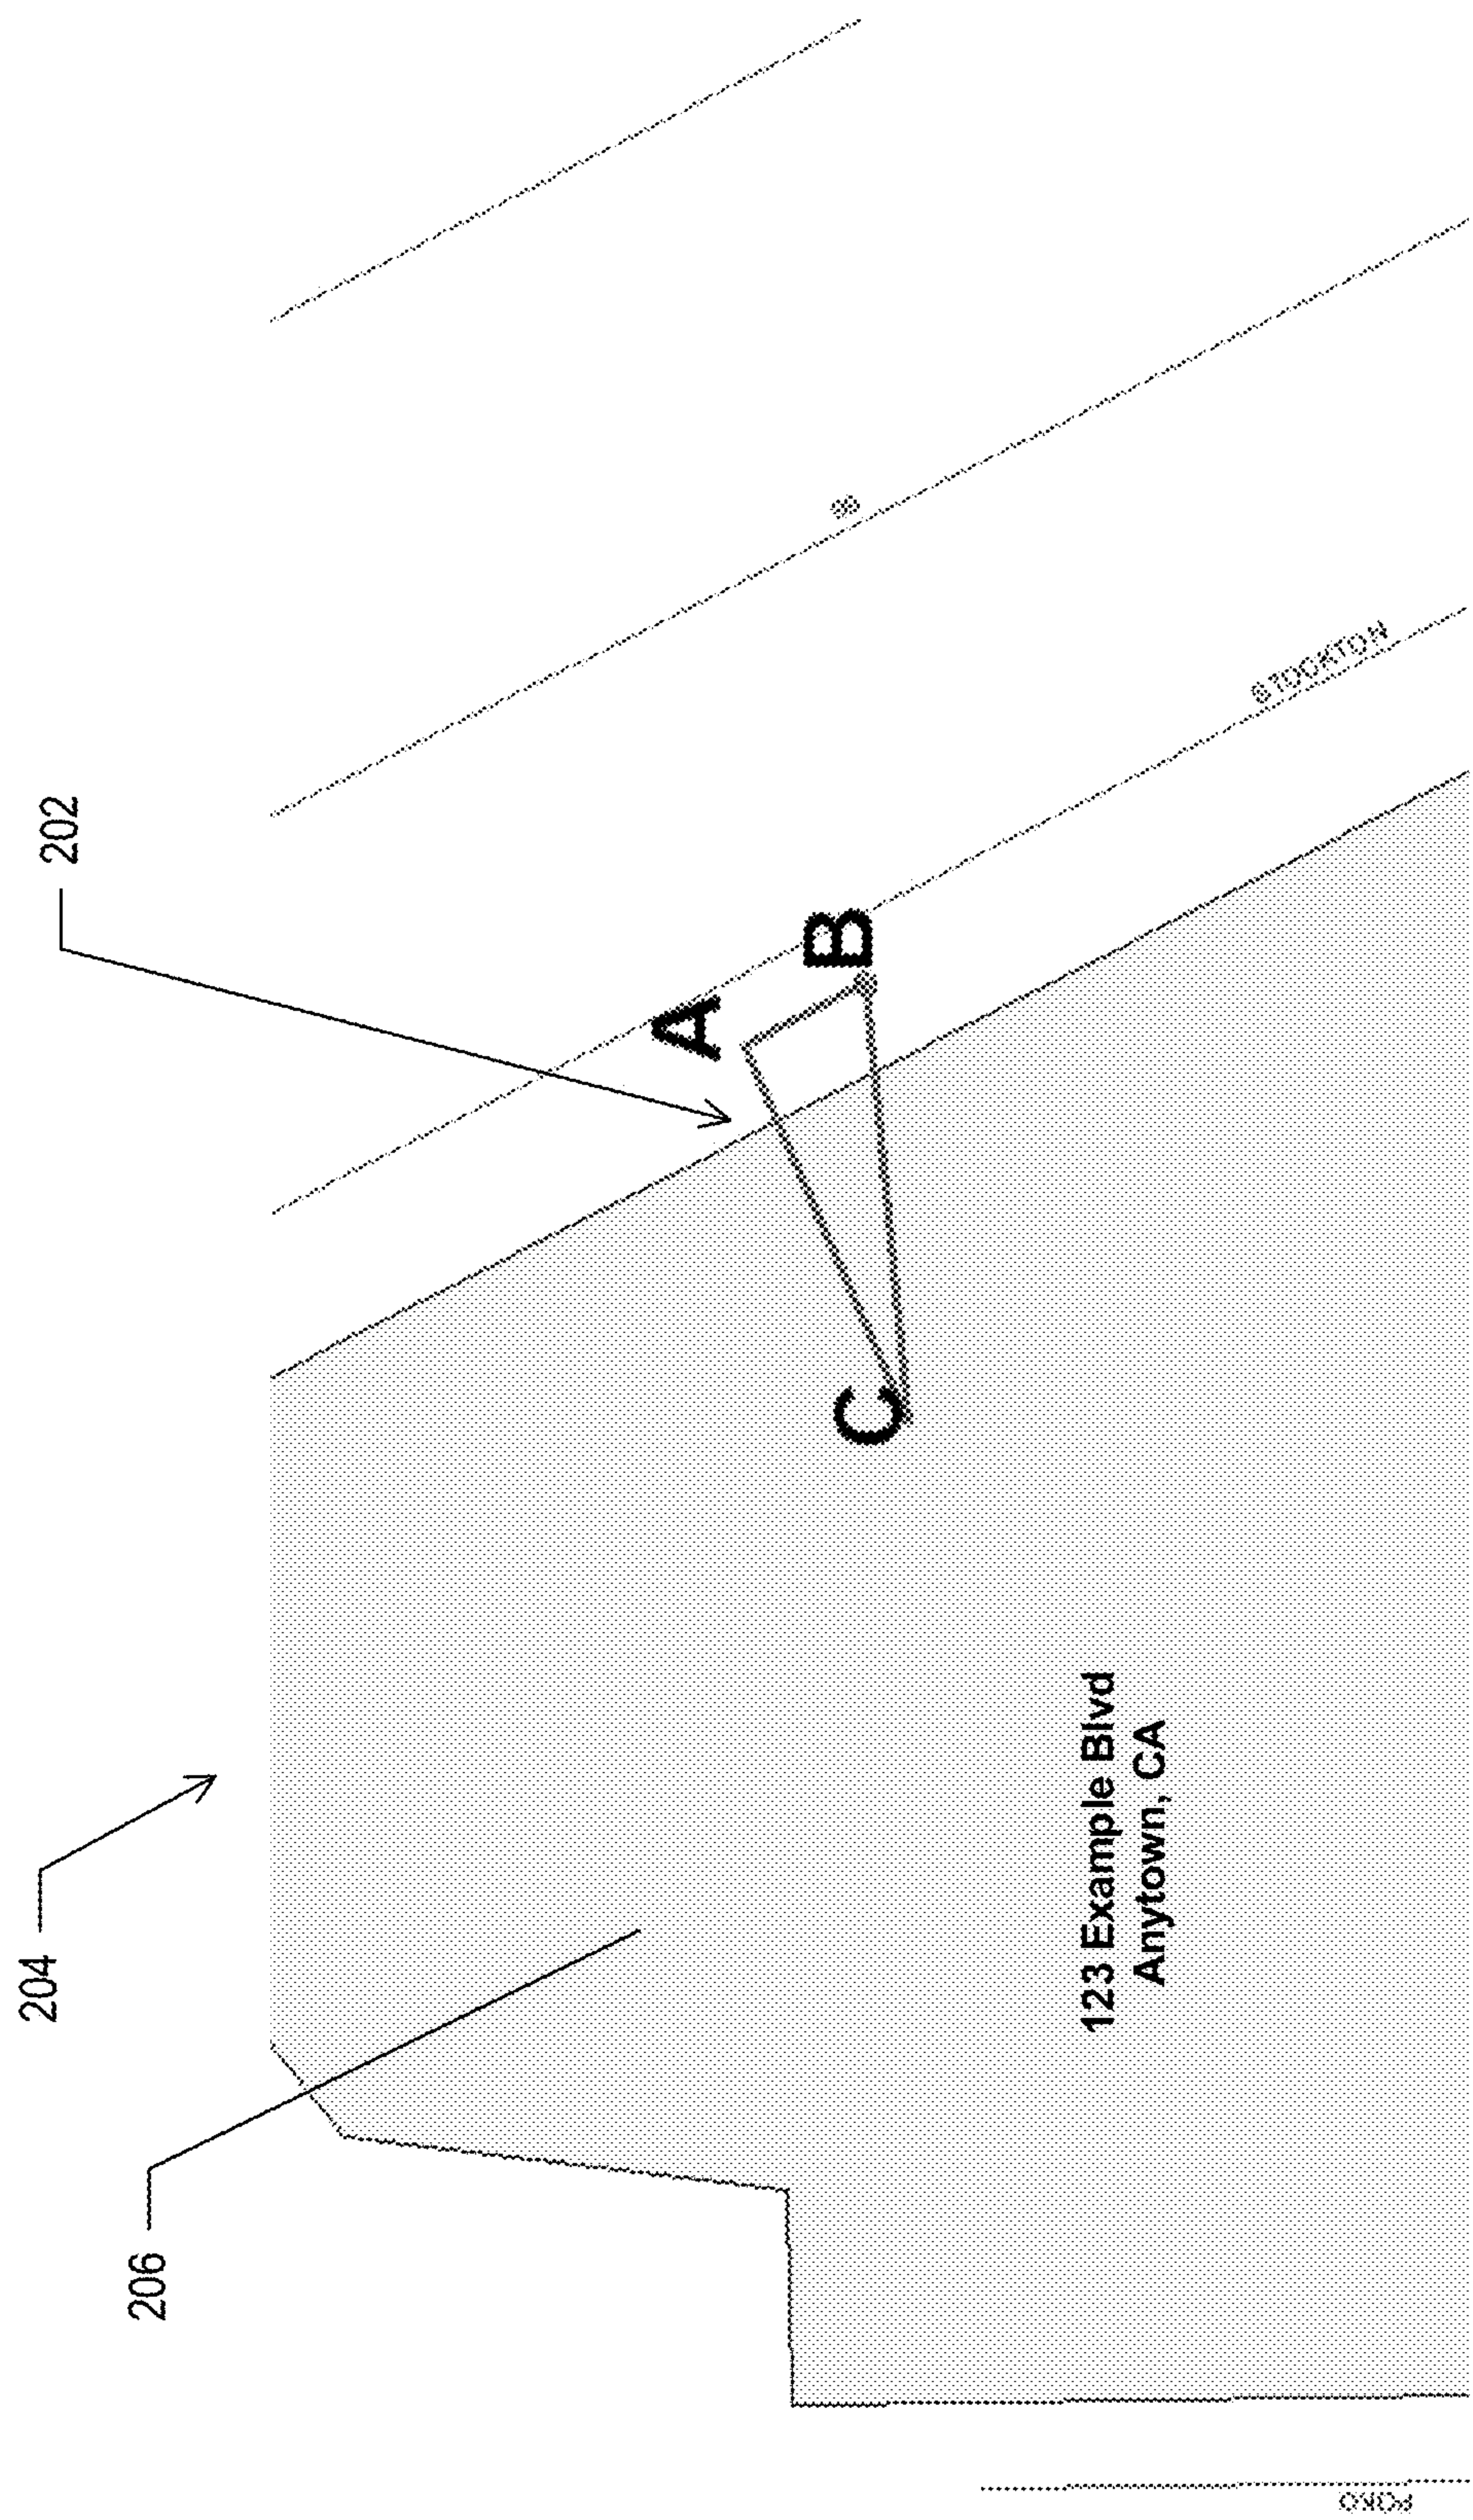 204
202
206
A
B
C
STOCKTON
123 Example Blvd
Anytown, CA